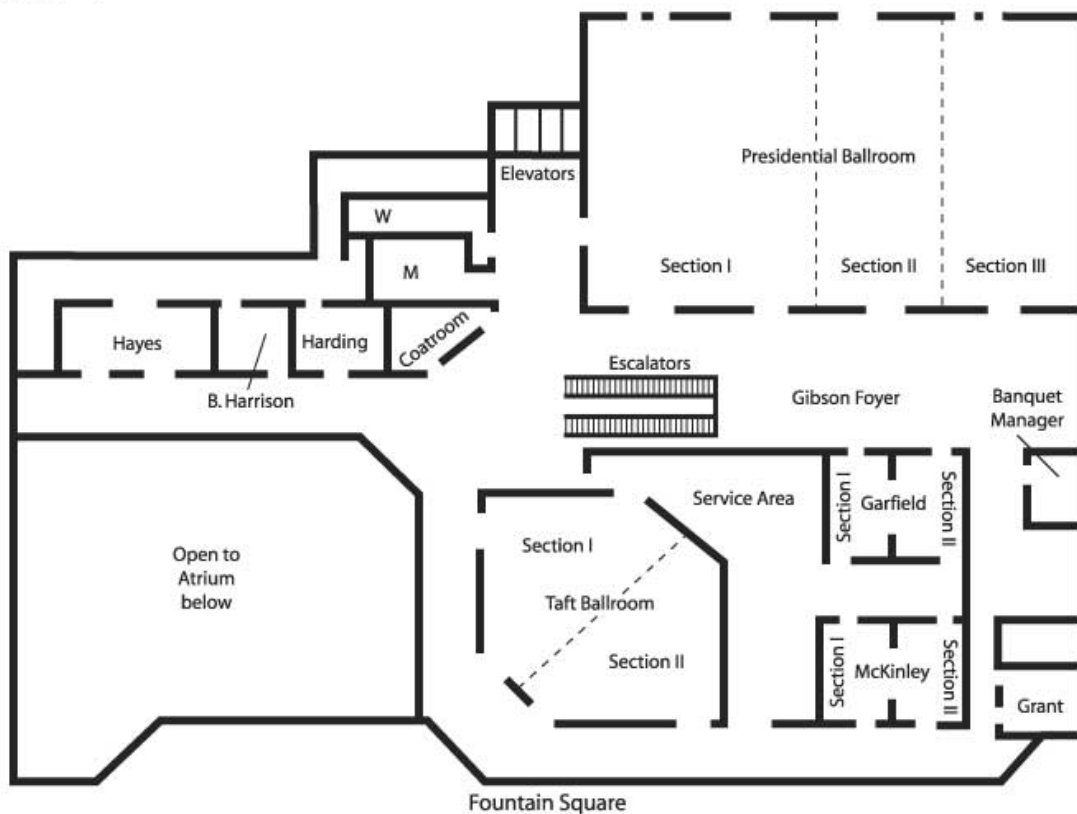 Presidential Ballroom
Elevators
W
M
Section I
Section II
Section III
Hayes
Harding
Coatroom
B. Harrison
Escalators
Gibson Foyer
Banquet
Manager
Service Area
Section I
Garfield
Section II
Open to
Atrium
below
Section I
Taft Ballroom
Section II
Section I
McKinley
Section II
Grant
Fountain Square